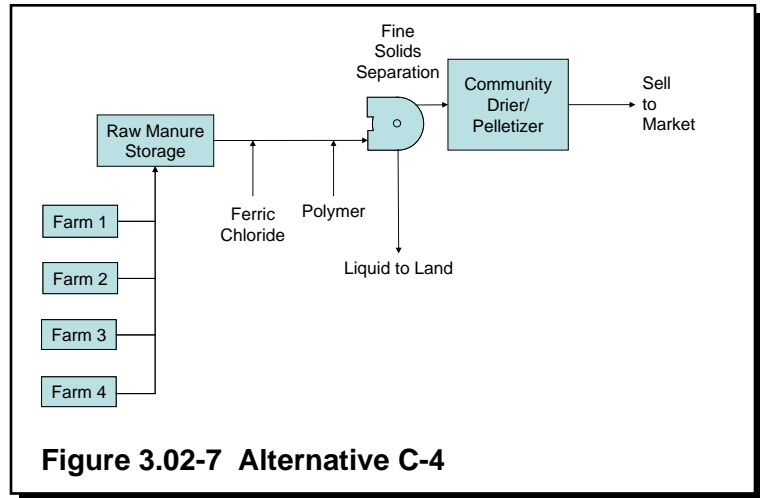 Fine
Solids
Separation
Community
Drier/
Pelletizer
Sell
to
Market
Raw Manure
Storage
Ferric
Chloride
Polymer
Liquid to Land
Farm 1
Farm 2
Farm 3
Farm 4
Figure 3.02-7 Alternative C-4